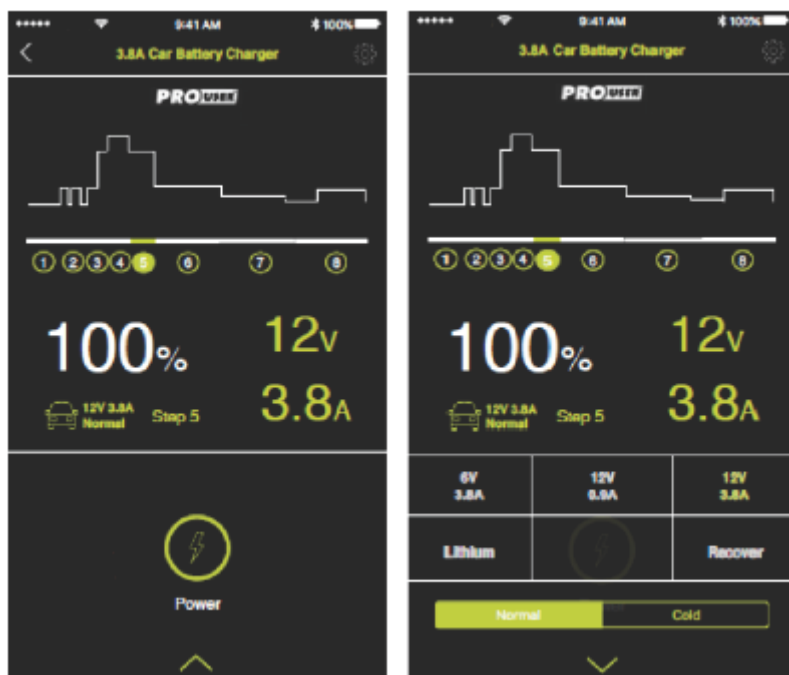 9:41 AM 100%
3.8A Car Battery Charger
PRO USER
1 2 3 4 5 6 7 8
100% 12V
12V 3.8A
Normal
Step 5
3.8A
Power
9:41 AM 100%
3.8A Car Battery Charger
PRO USER
1 2 3 4 5 6 7 8
100% 12V
12V 3.8A
Normal
Step 5
3.8A
6V 12V 12V
3.8A 0.9A 3.8A
Lithium Recover
Normal Cold